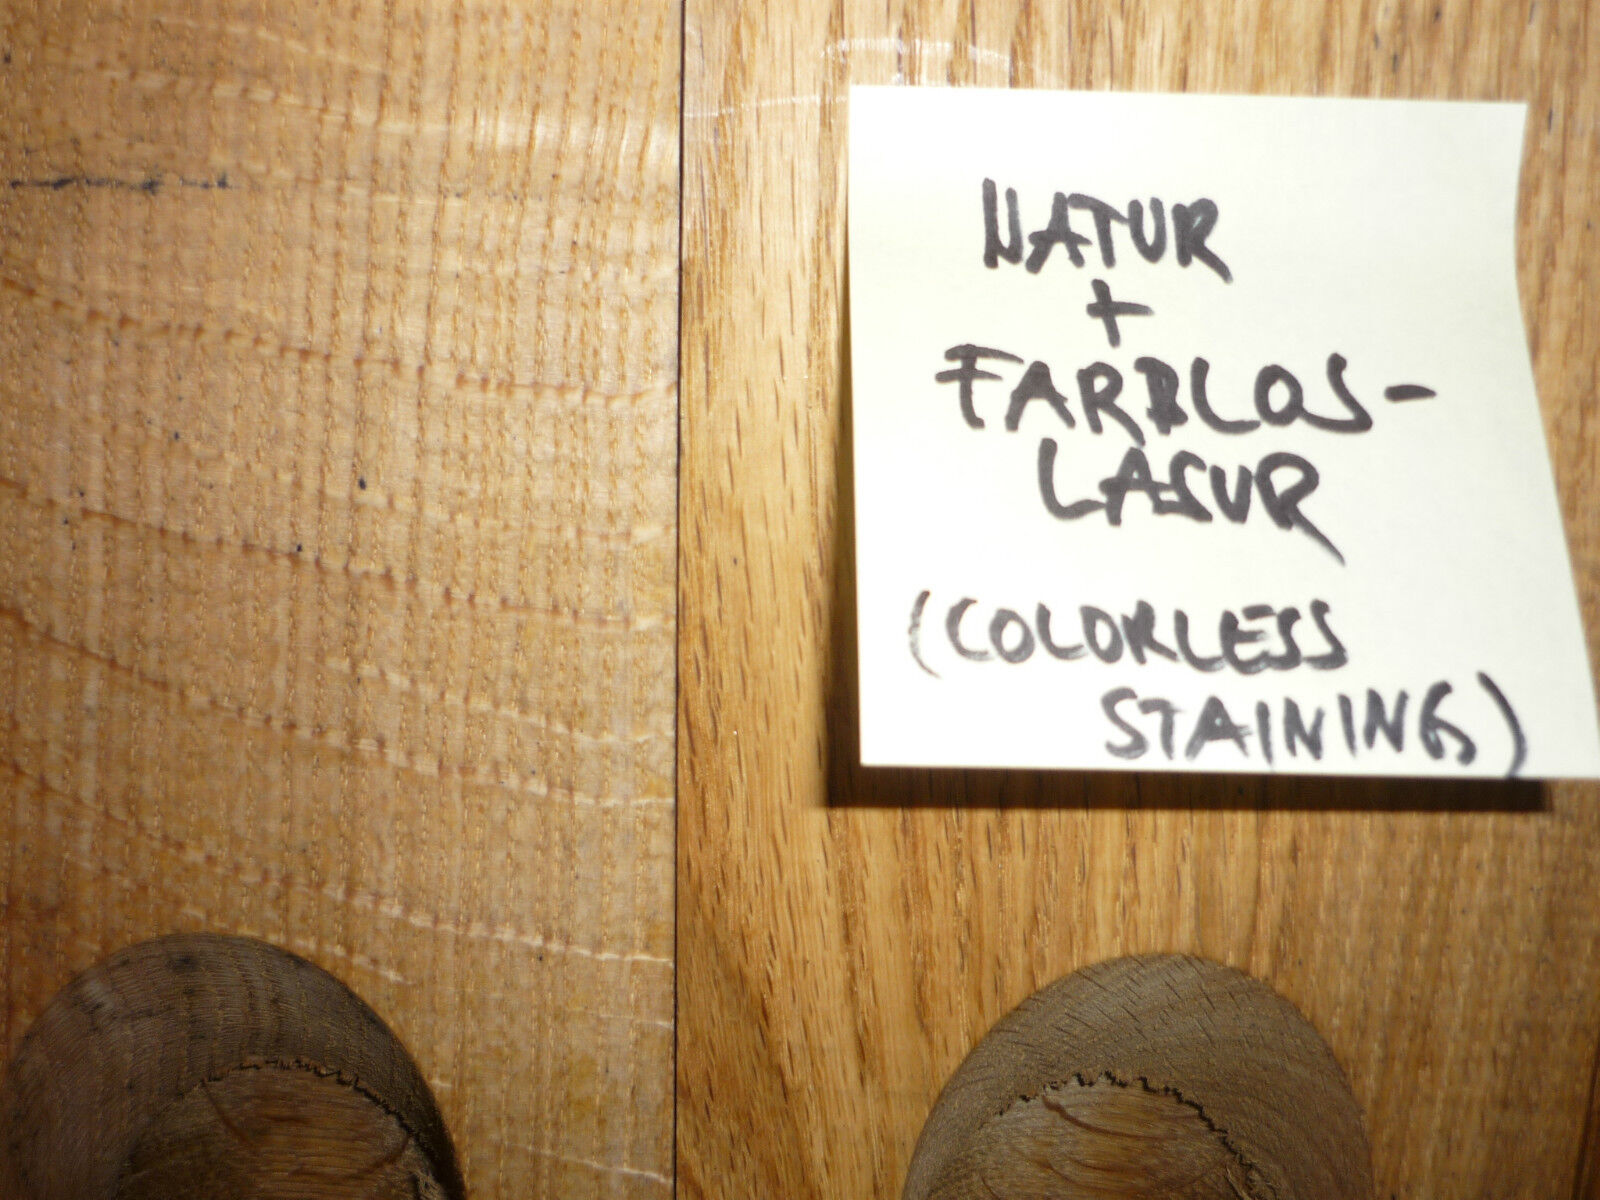 NATUR
+
FARBLOS-
LASUR
(COLORLESS
STAINING)